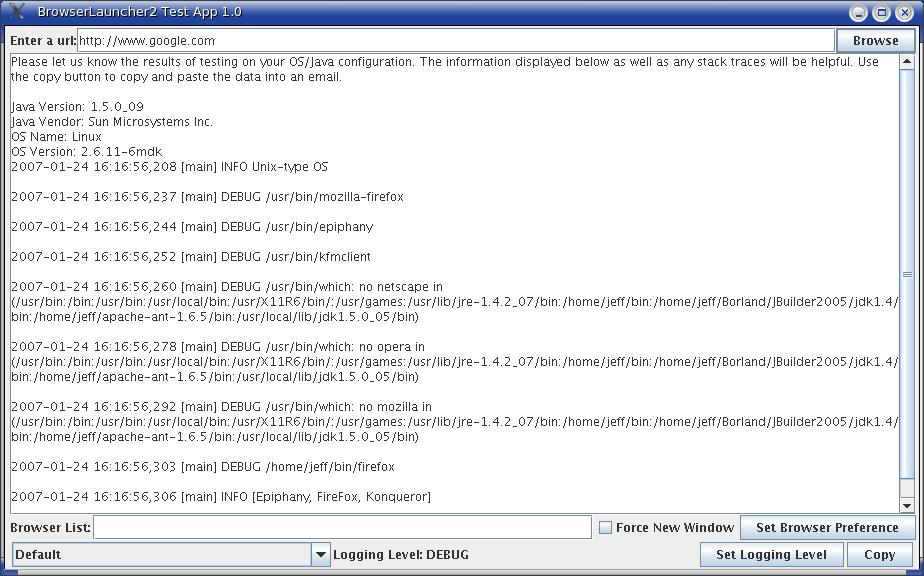 BrowserLauncher2 Test App 1.0
Enter a url: http://www.google.com Browse
Please let us know the results of testing on your OS/Java configuration. The information displayed below as well as any stack traces will be helpful. Use
the copy button to copy and paste the data into an email.
Java Version: 1.5.0_09
Java Vendor: Sun Microsystems Inc.
OS Name: Linux
OS Version: 2.6.11-6mdk
2007-01-24 16:16:56,208 [main] INFO Unix-type OS
2007-01-24 16:16:56,237 [main] DEBUG /usr/bin/mozilla-firefox
2007-01-24 16:16:56,244 [main] DEBUG /usr/bin/epiphany
2007-01-24 16:16:56,252 [main] DEBUG /usr/bin/kfmclient
2007-01-24 16:16:56,260 [main] DEBUG /usr/bin/which: no netscape in
(/usr/bin:/bin:/usr/bin:/usr/local/bin:/usr/X11R6/bin/:/usr/games:/usr/lib/jre-1.4.2_07/bin:/home/jeff/bin:/home/jeff/Borland/JBuilder2005/jdk1.4/
bin:/home/jeff/apache-ant-1.6.5/bin:/usr/local/lib/jdk1.5.0_05/bin)
2007-01-24 16:16:56,278 [main] DEBUG /usr/bin/which: no opera in
(/usr/bin:/bin:/usr/bin:/usr/local/bin:/usr/X11R6/bin/:/usr/games:/usr/lib/jre-1.4.2_07/bin:/home/jeff/bin:/home/jeff/Borland/JBuilder2005/jdk1.4/
bin:/home/jeff/apache-ant-1.6.5/bin:/usr/local/lib/jdk1.5.0_05/bin)
2007-01-24 16:16:56,292 [main] DEBUG /usr/bin/which: no mozilla in
(/usr/bin:/bin:/usr/bin:/usr/local/bin:/usr/X11R6/bin/:/usr/games:/usr/lib/jre-1.4.2_07/bin:/home/jeff/bin:/home/jeff/Borland/JBuilder2005/jdk1.4/
bin:/home/jeff/apache-ant-1.6.5/bin:/usr/local/lib/jdk1.5.0_05/bin)
2007-01-24 16:16:56,303 [main] DEBUG /home/jeff/bin/firefox
2007-01-24 16:16:56,306 [main] INFO [Epiphany, FireFox, Konqueror]
Browser List: Force New Window Set Browser Preference
Default Logging Level: DEBUG Set Logging Level Copy